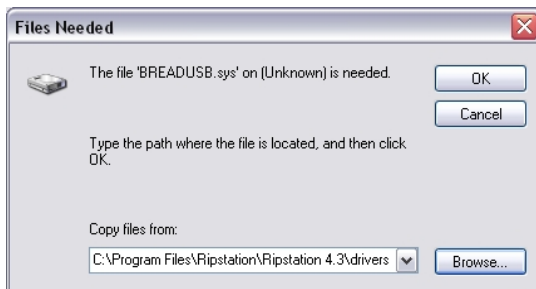 Files Needed
The file 'BREADUSB.sys' on (Unknown) is needed.
OK
Cancel
Type the path where the file is located, and then click
OK.
Copy files from:
C:\Program Files\Ripstation\Ripstation 4.3\drivers
Browse...